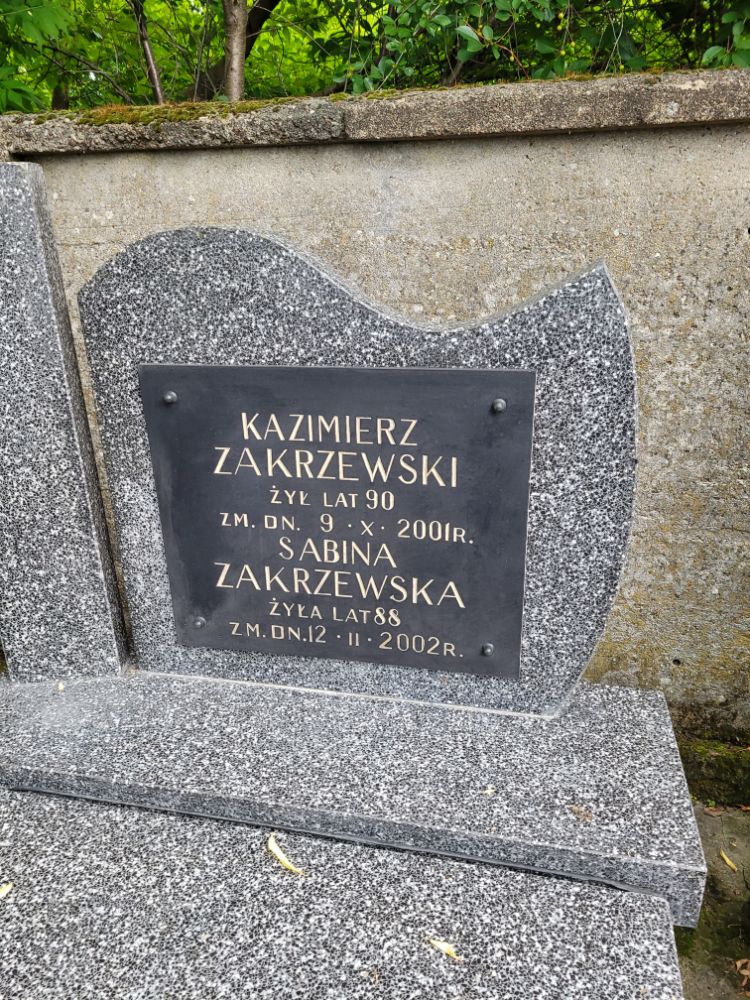 KAZIMIERZ
ZAKRZEWSKI
ŻYŁ LAT 90
ZM. DN. 9 · X · 2001R.
SABINA
ZAKRZEWSKA
ŻYŁA LAT 88
ZM. DN. 12 · II · 2002R.